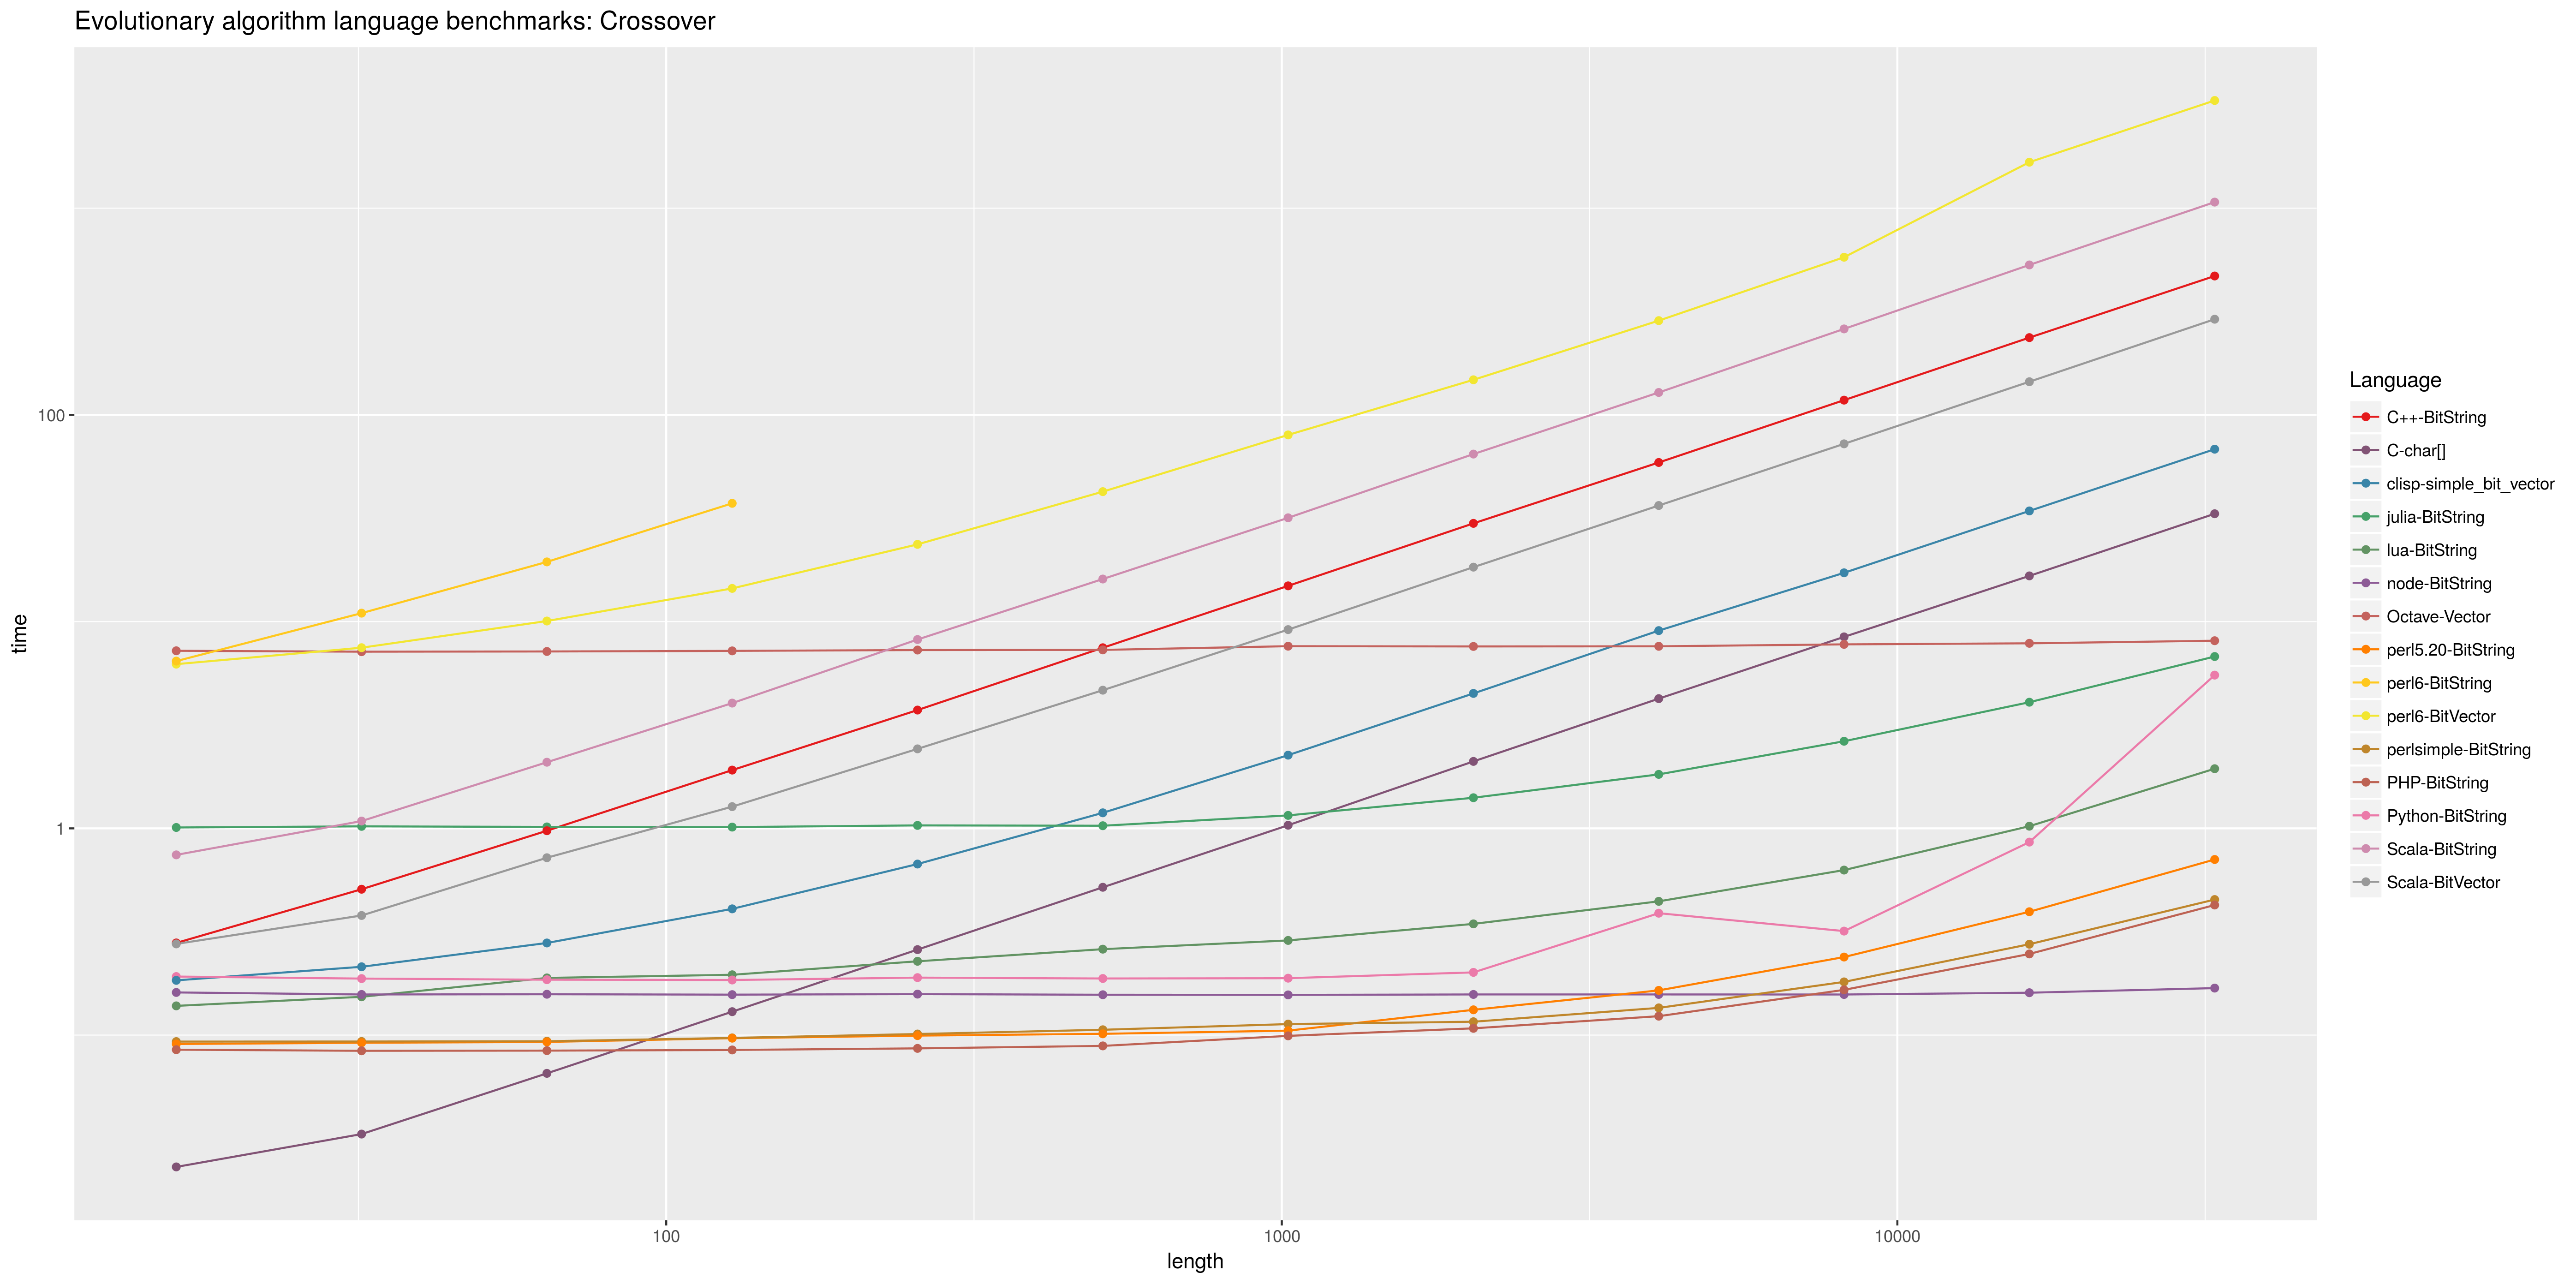 Evolutionary algorithm language benchmarks: Crossover
100
1
time
100
1000
10000
length
Language
C++-BitString
C-char[]
clisp-simple_bit_vector
julia-BitString
lua-BitString
node-BitString
Octave-Vector
perl5.20-BitString
perl6-BitString
perl6-BitVector
perlsimple-BitString
PHP-BitString
Python-BitString
Scala-BitString
Scala-BitVector